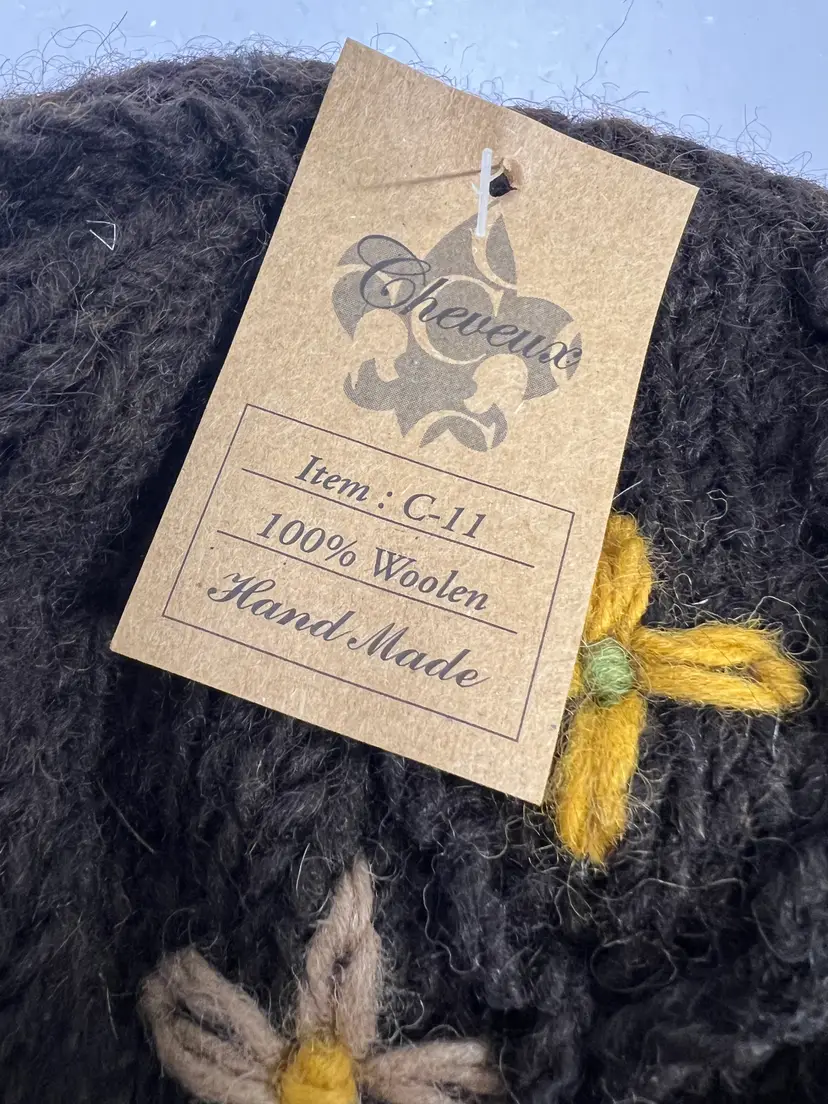 Cheveux
Item : C-11
100% Woolen
Hand Made